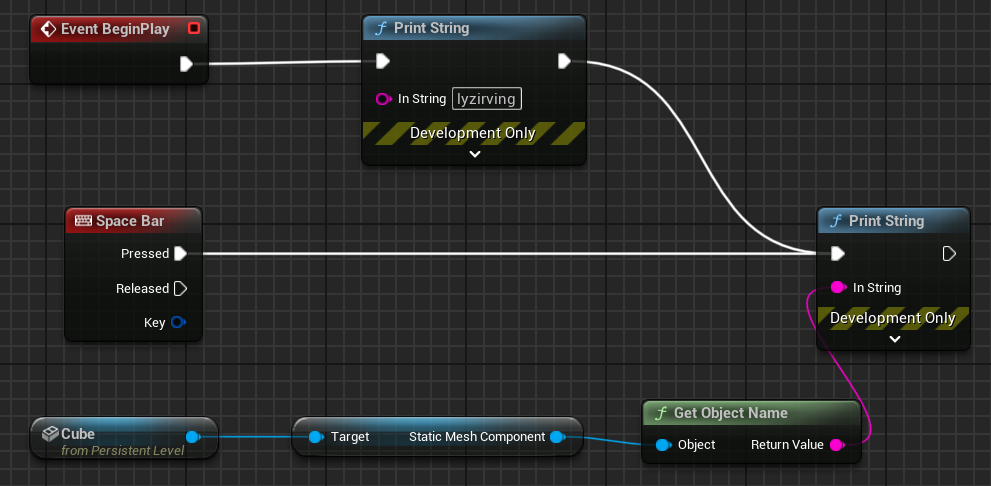 Event BeginPlay
Print String
In String lyzirving
Development Only
Space Bar
Pressed
Released
Key
Print String
In String
Development Only
Cube
from Persistent Level
Target Static Mesh Component
Get Object Name
Object Return Value